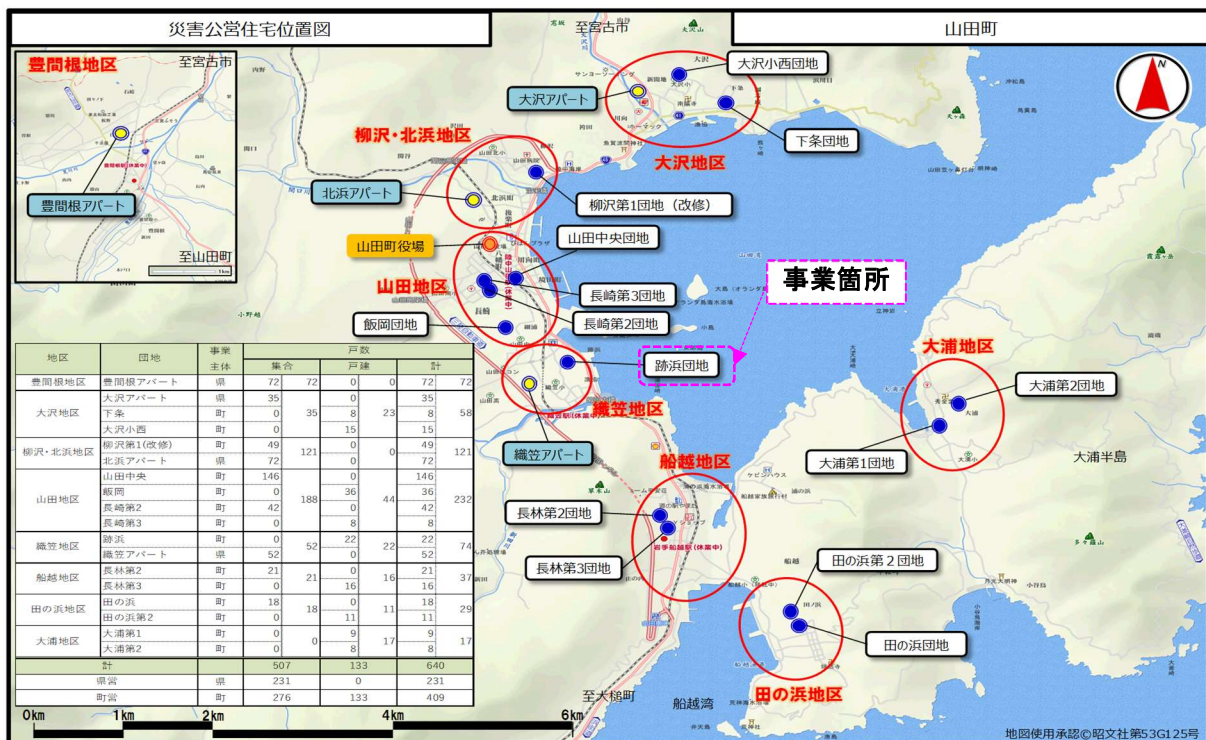 災害公営住宅位置図
至宮古市
山田町
豊間根地区
至宮古市
豊間根アパート
至山田町
1km
N
大沢小西団地
大沢アパート
下条団地
大沢地区
柳沢・北浜地区
北浜アパート
柳沢第1団地（改修）
山田町役場
山田中央団地
山田地区
長崎第3団地
長崎第2団地
飯岡団地
事業箇所
跡浜団地
織笠地区
織笠アパート
大浦地区
大浦第2団地
大浦第1団地
大浦半島
船越地区
長林第2団地
長林第3団地
岩手船越駅(休業中)
田の浜第２団地
田の浜団地
田の浜地区
船越湾
至大槌町
地区 団地 事業主体 戸数
集合 戸建 計
豊間根地区 豊間根アパート 県 72 72 0 0 72 72
大沢地区 大沢アパート 県 35 35 0 23 35 58
下条 町 0 8 8
大沢小西 町 0 15 15
柳沢・北浜地区 柳沢第1(改修) 町 49 121 0 0 49 121
北浜アパート 県 72 0 72
山田地区 山田中央 町 146 188 0 44 146 232
飯岡 町 0 36 36
長崎第2 町 42 0 42
長崎第3 町 0 8 8
織笠地区 跡浜 町 0 52 22 22 22 74
織笠アパート 県 52 0 52
船越地区 長林第2 町 21 21 0 16 21 37
長林第3 町 0 16 16
田の浜地区 田の浜 町 18 18 0 11 18 29
田の浜第2 町 0 11 11
大浦地区 大浦第1 町 0 0 9 17 9 17
大浦第2 町 0 8 8
計 507 133 640
県営 県 231 0 231
町営 町 276 133 409
0km 1km 2km 4km 6km
地図使用承認©昭文社第53G125号